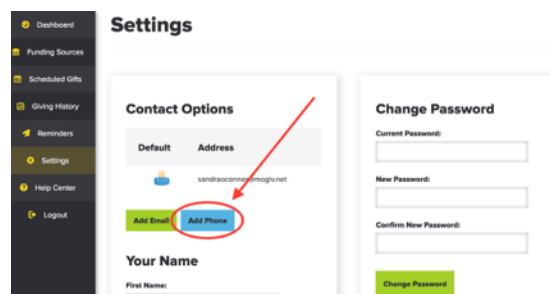 Dashboard
Funding Sources
Scheduled Gifts
Giving History
Reminders
Settings
Help Center
Logout
Settings
Contact Options
Default Address
Add Email Add Phone
Your Name
First Name:
Change Password
Current Password:
New Password:
Confirm New Password:
Change Password